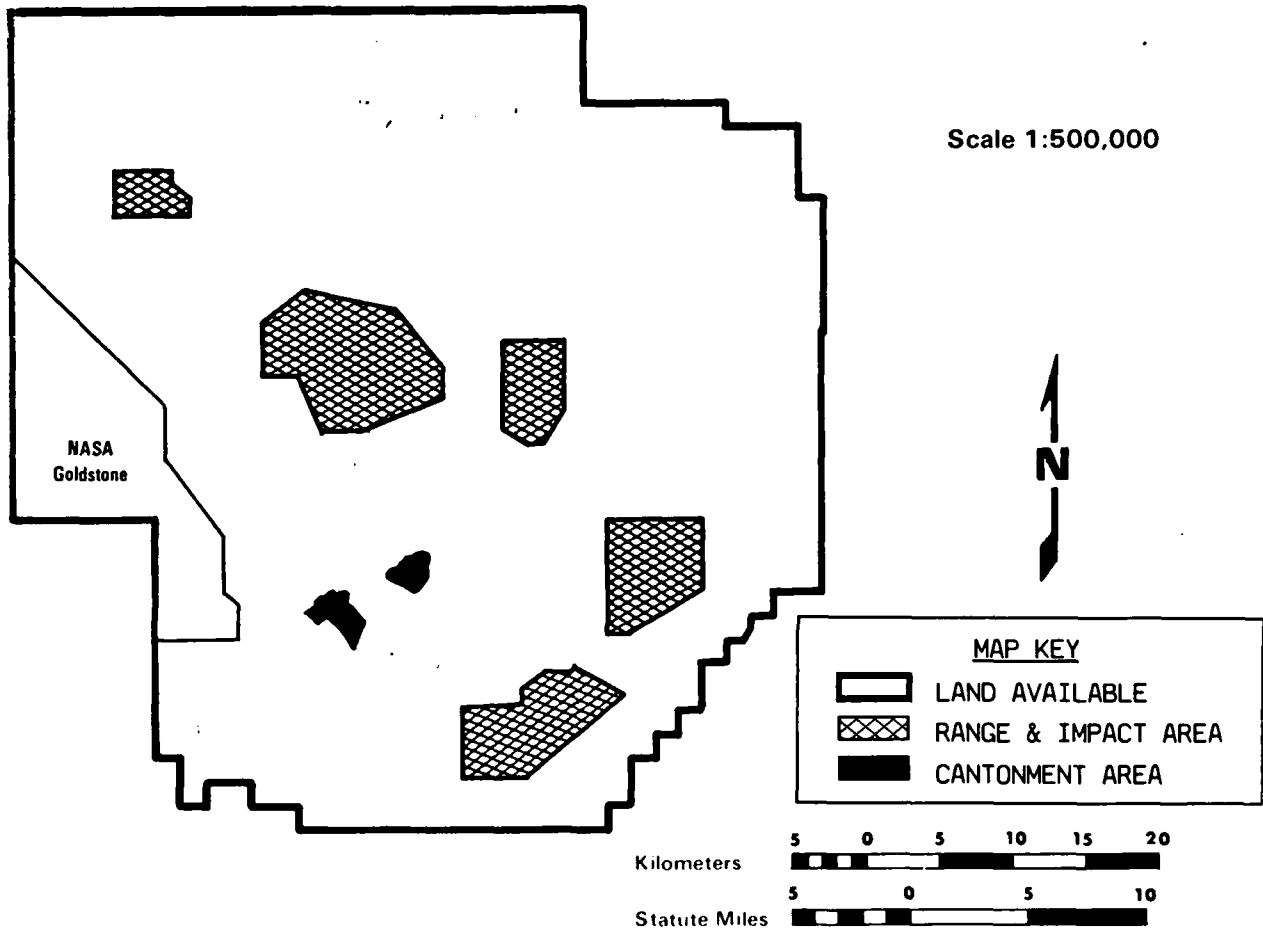 Scale 1:500,000
NASA
Goldstone
N
MAP KEY
LAND AVAILABLE
RANGE & IMPACT AREA
CANTONMENT AREA
5 0 5 10 15 20
Kilometers
5 0 5 10
Statute Miles